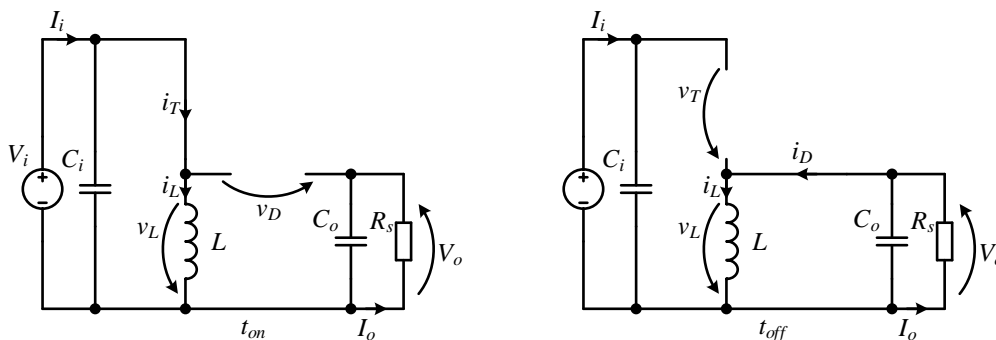 I_i
i_T
V_i
C_i
i_L
v_D
v_L
L
C_o
R_s
V_o
t_on
I_o
I_i
v_T
i_D
C_i
i_L
v_L
L
C_o
R_s
V_o
t_off
I_o